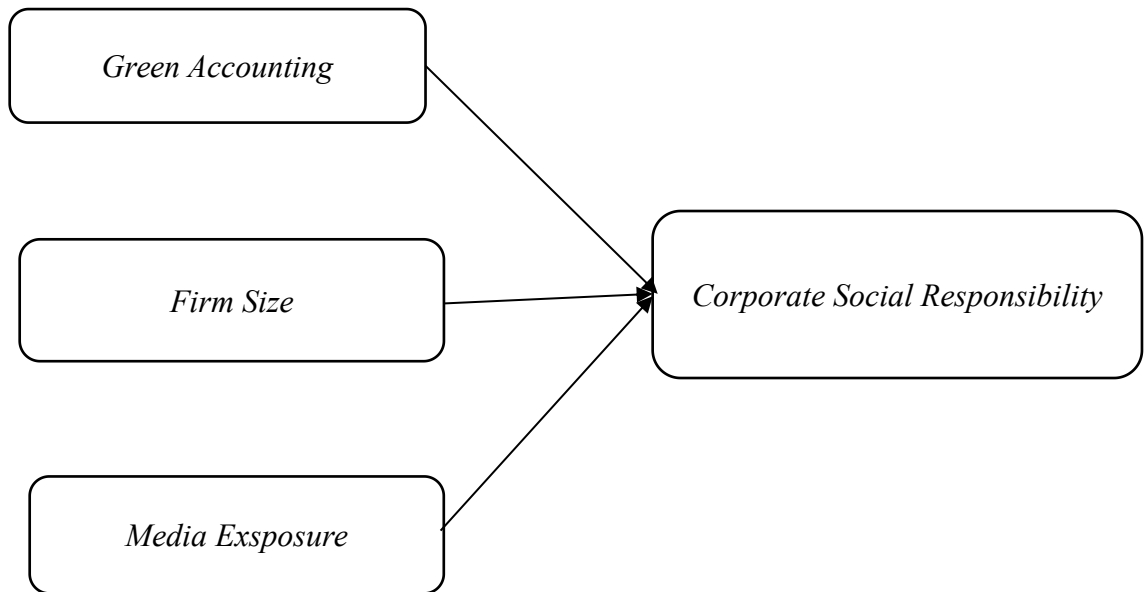 Green Accounting
Firm Size
Corporate Social Responsibility
Media Exsposure